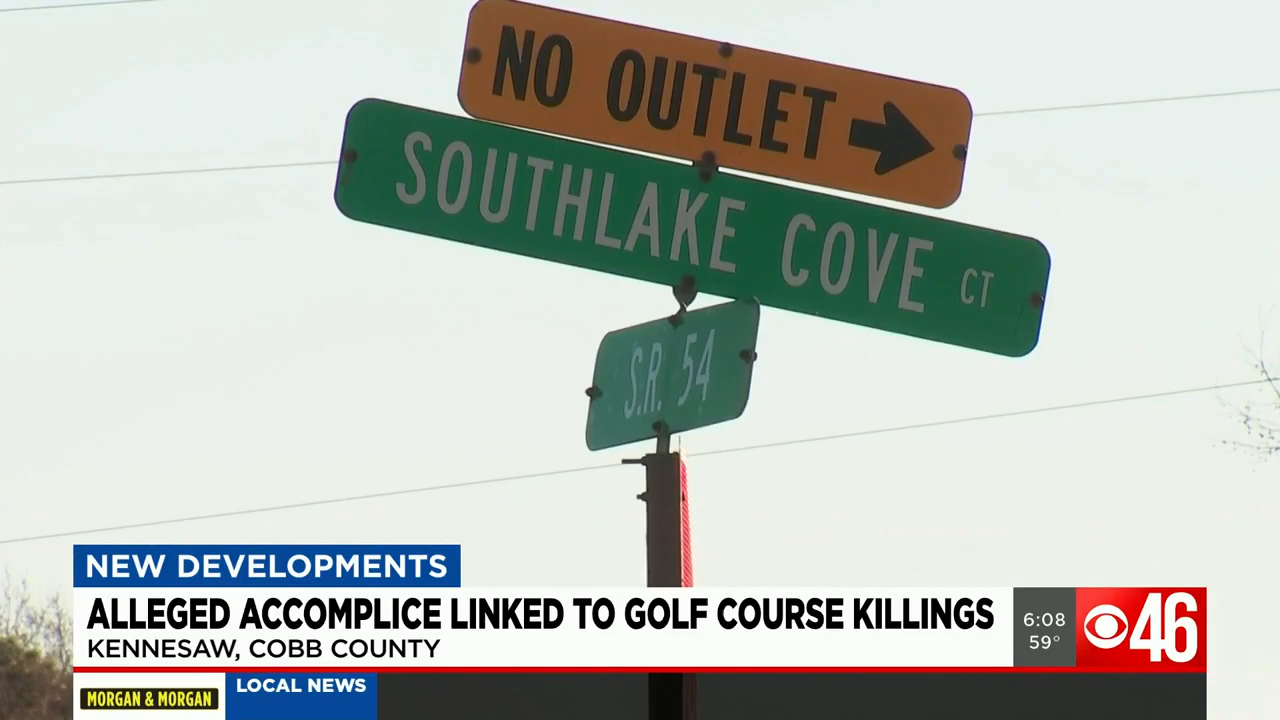 NO OUTLET
SOUTHLAKE COVE CT
S.R. 54
NEW DEVELOPMENTS
ALLEGED ACCOMPLICE LINKED TO GOLF COURSE KILLINGS
KENNESAW, COBB COUNTY
6:08
59°
46
MORGAN & MORGAN
LOCAL NEWS